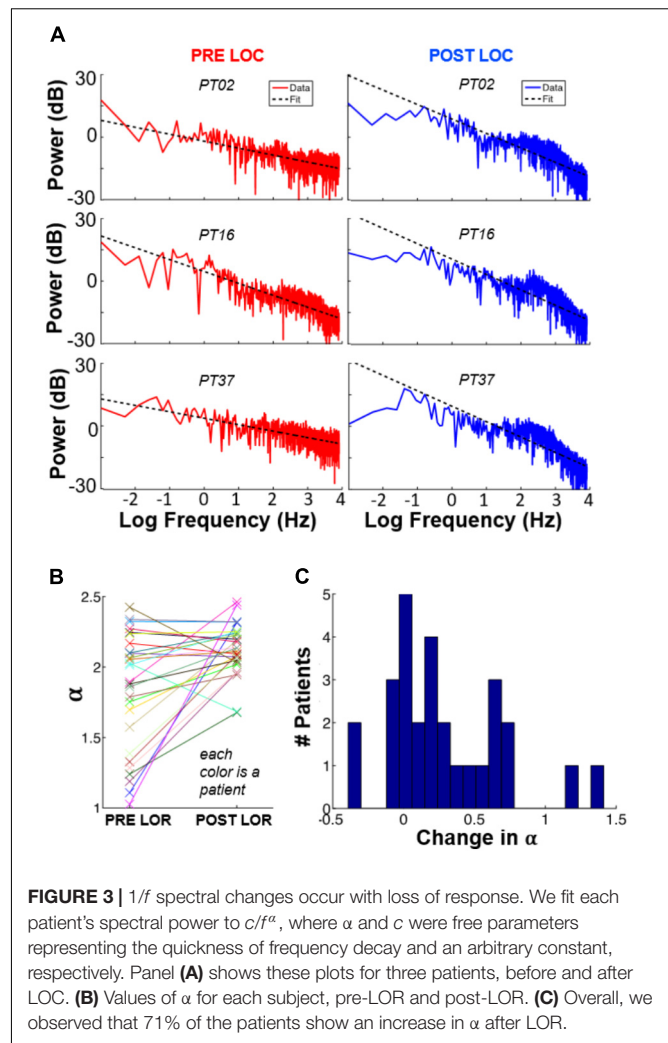 A
PRE LOC
POST LOC
PT02
Data
Fit
PT02
Data
Fit
Power (dB)
30
0
-30
PT16
PT16
Power (dB)
30
0
-30
PT37
PT37
Power (dB)
30
0
-30
-2 -1 0 1 2 3 4
-2 -1 0 1 2 3 4
Log Frequency (Hz)
Log Frequency (Hz)
B
α
2.5
2
1.5
1
each
color is a
patient
PRE LOR
POST LOR
C
# Patients
5
4
3
2
1
0
-0.5 0 0.5 1 1.5
Change in α
FIGURE 3 | 1/f spectral changes occur with loss of response. We fit each
patient's spectral power to c/f^α, where α and c were free parameters
representing the quickness of frequency decay and an arbitrary constant,
respectively. Panel (A) shows these plots for three patients, before and after
LOC. (B) Values of α for each subject, pre-LOR and post-LOR. (C) Overall, we
observed that 71% of the patients show an increase in α after LOR.